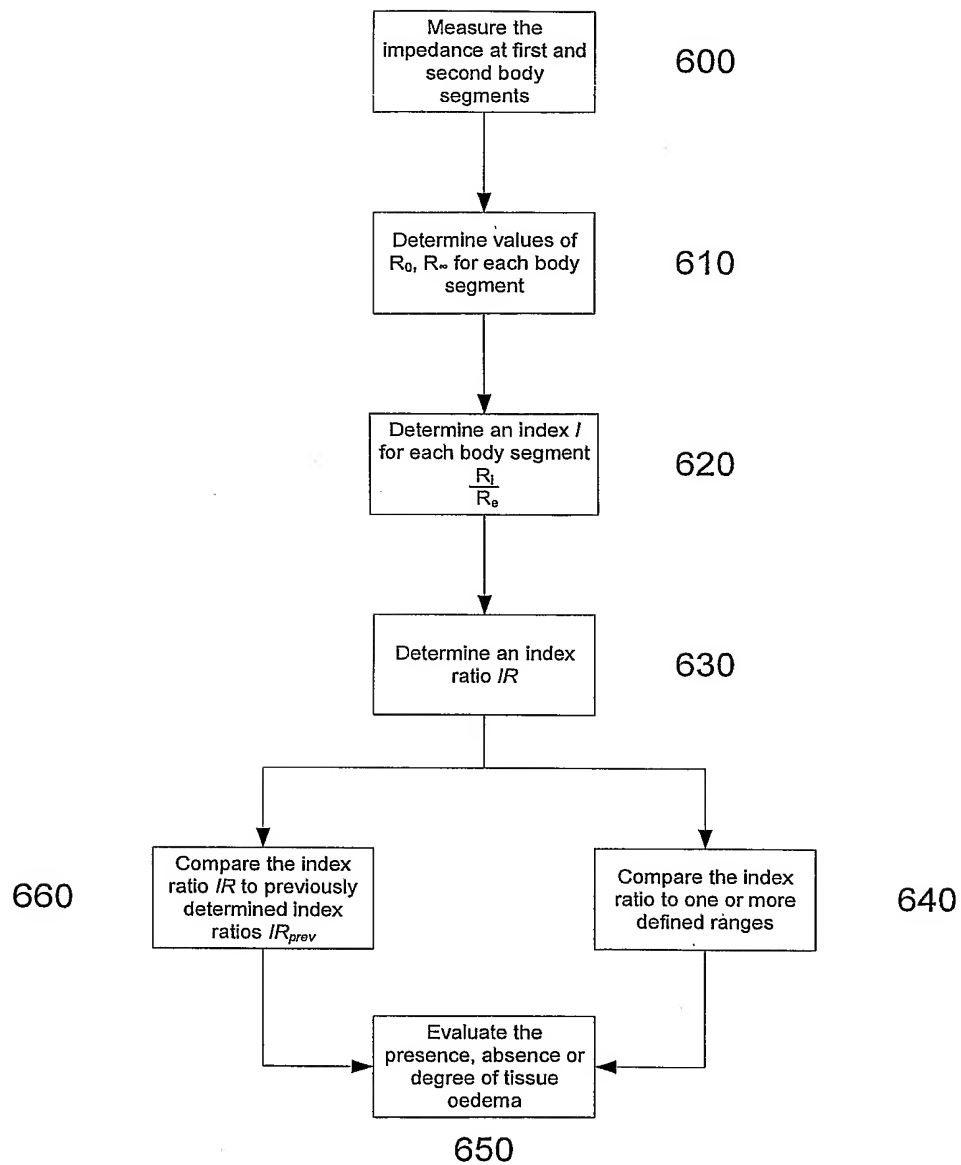 Measure the
impedance at first and
second body
segments
600
Determine values of
R₀, R∞ for each body
segment
610
Determine an index I
for each body segment
Rᵢ
Rₑ
620
Determine an index
ratio IR
630
660
Compare the index
ratio IR to previously
determined index
ratios IRprev
Compare the index
ratio to one or more
defined ranges
640
Evaluate the
presence, absence or
degree of tissue
oedema
650